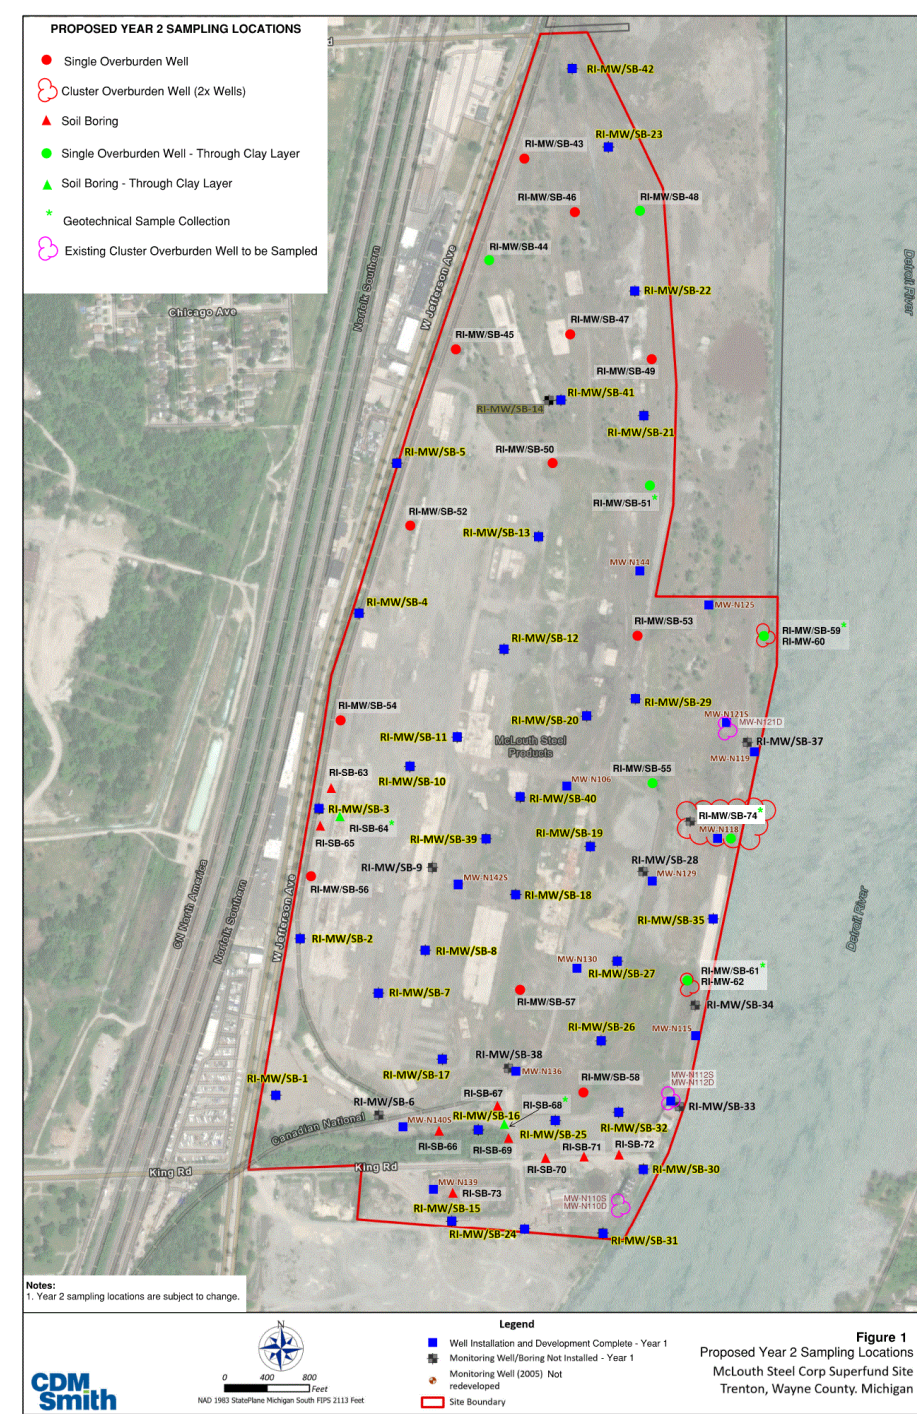 PROPOSED YEAR 2 SAMPLING LOCATIONS
Single Overburden Well
Cluster Overburden Well (2x Wells)
Soil Boring
Single Overburden Well - Through Clay Layer
Soil Boring - Through Clay Layer
* Geotechnical Sample Collection
Existing Cluster Overburden Well to be Sampled
RI-MW/SB-42
RI-MW/SB-23
RI-MW/SB-43
RI-MW/SB-46
RI-MW/SB-48
RI-MW/SB-44
Norfolk Southern
W Jefferson Ave
Detroit River
RI-MW/SB-22
Chicago Ave
RI-MW/SB-47
RI-MW/SB-45
RI-MW/SB-49
RI-MW/SB-41
RI-MW/SB-14
RI-MW/SB-21
RI-MW/SB-5
RI-MW/SB-50
RI-MW/SB-51*
RI-MW/SB-52
RI-MW/SB-13
MW-N144
RI-MW/SB-4
MW-N125
RI-MW/SB-53
RI-MW/SB-59*
RI-MW-60
RI-MW/SB-12
RI-MW/SB-29
RI-MW/SB-54
RI-MW/SB-20
MW-N121S
MW-N121D
RI-MW/SB-11
McLouth Steel
Products
RI-MW/SB-37
MW-N119
RI-SB-63
RI-MW/SB-10
MW-N106
RI-MW/SB-55
RI-MW/SB-40
RI-MW/SB-3
RI-MW/SB-74*
RI-SB-64*
MW-N118
RI-SB-65
RI-MW/SB-39
RI-MW/SB-19
RI-MW/SB-9
RI-MW/SB-28
MW-N129
RI-MW/SB-56
MW-N142S
RI-MW/SB-18
CN North America
Norfolk Southern
W Jefferson Ave
Detroit River
RI-MW/SB-35
RI-MW/SB-2
RI-MW/SB-8
MW-N130
RI-MW/SB-27
RI-MW/SB-61*
RI-MW-62
RI-MW/SB-7
RI-MW/SB-57
RI-MW/SB-34
RI-MW/SB-26
MW-N115
RI-MW/SB-38
RI-MW/SB-17
MW-N136
RI-MW/SB-1
MW-N112S
MW-N112D
RI-MW/SB-58
RI-SB-67
RI-MW/SB-6
RI-MW/SB-16
RI-SB-68*
RI-MW/SB-33
Canadian National
MW-N140S
RI-MW/SB-25
RI-MW/SB-32
RI-SB-66
RI-SB-69
RI-SB-71
RI-SB-72
King Rd
King Rd
RI-SB-70
RI-MW/SB-30
MW-N139
RI-SB-73
MW-N110S
MW-N110D
RI-MW/SB-15
RI-MW/SB-24
RI-MW/SB-31
Notes:
1. Year 2 sampling locations are subject to change.
CDM
Smith
N
0 400 800
Feet
NAD 1983 StatePlane Michigan South FIPS 2113 Feet
Legend
Well Installation and Development Complete - Year 1
Monitoring Well/Boring Not Installed - Year 1
Monitoring Well (2005) Not
redeveloped
Site Boundary
Figure 1
Proposed Year 2 Sampling Locations
McLouth Steel Corp Superfund Site
Trenton, Wayne County. Michigan